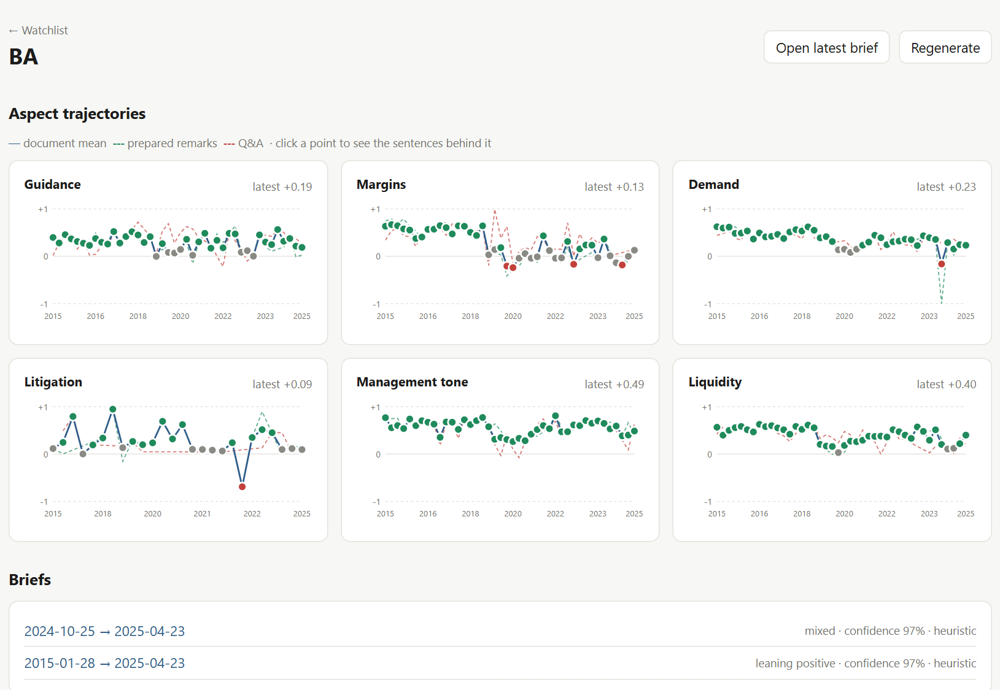 ← Watchlist
BA
Open latest brief
Regenerate
Aspect trajectories
— document mean --- prepared remarks --- Q&A · click a point to see the sentences behind it
Guidance
latest +0.19
+1
0
-1
2015 2016 2018 2020 2022 2023 2025
Margins
latest +0.13
+1
0
-1
2015 2016 2018 2020 2022 2023 2025
Demand
latest +0.23
+1
0
-1
2015 2016 2018 2020 2022 2023 2025
Litigation
latest +0.09
+1
0
-1
2015 2018 2020 2021 2022 2025
Management tone
latest +0.49
+1
0
-1
2015 2016 2018 2020 2022 2023 2025
Liquidity
latest +0.40
+1
0
-1
2015 2016 2018 2020 2022 2023 2025
Briefs
2024-10-25 → 2025-04-23
mixed · confidence 97% · heuristic
2015-01-28 → 2025-04-23
leaning positive · confidence 97% · heuristic